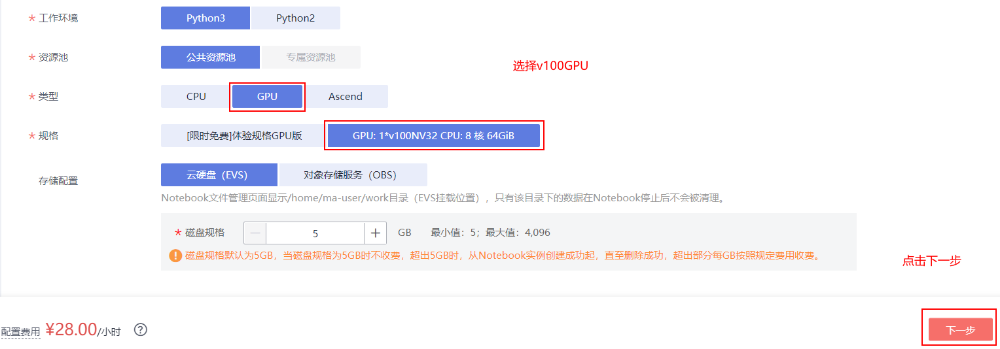 * 工作环境 Python3 Python2
* 资源池 公共资源池 专属资源池
选择v100GPU
* 类型 CPU GPU Ascend
* 规格 [限时免费]体验规格GPU版 GPU: 1*v100NV32 CPU: 8 核 64GiB
存储配置 云硬盘（EVS） 对象存储服务（OBS）
Notebook文件管理页面显示/home/ma-user/work目录（EVS挂载位置），只有该目录下的数据在Notebook停止后不会被清理。
* 磁盘规格 — 5 + GB 最小值：5；最大值：4,096
! 磁盘规格默认为5GB，当磁盘规格为5GB时不收费，超出5GB时，从Notebook实例创建成功起，直至删除成功，超出部分每GB按照规定费用收费。
点击下一步
配置费用 ¥28.00/小时 ?
下一步